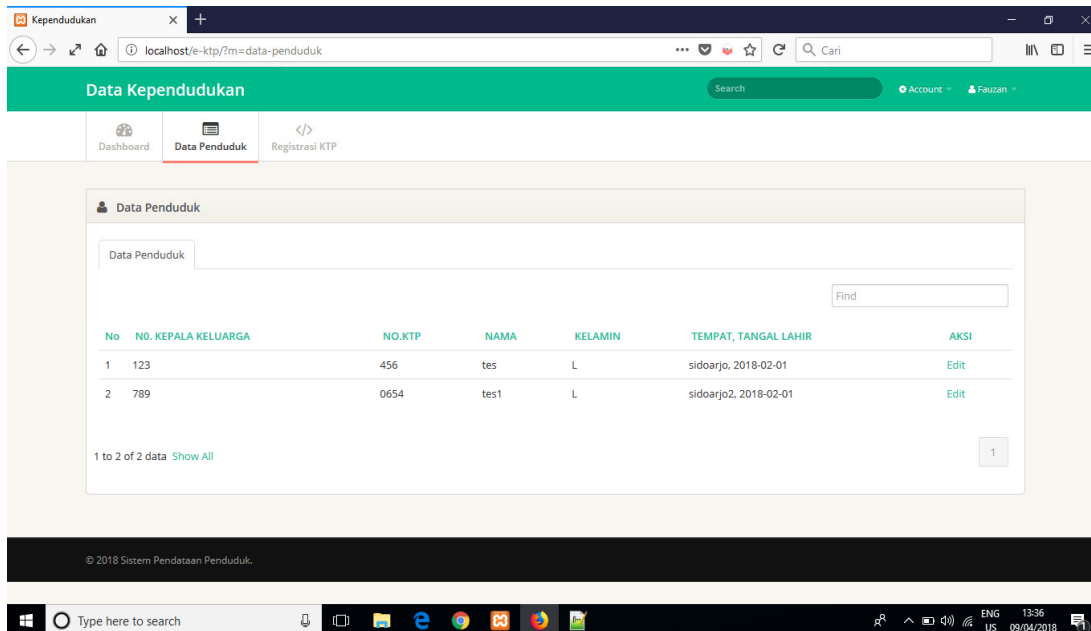 Kependudukan
localhost/e-ktp/?m=data-penduduk
Cari
Data Kependudukan
Search
Account
Fauzan
Dashboard
Data Penduduk
Registrasi KTP
Data Penduduk
Data Penduduk
Find
No N0. KEPALA KELUARGA NO.KTP NAMA KELAMIN TEMPAT, TANGAL LAHIR AKSI
1 123 456 tes L sidoarjo, 2018-02-01 Edit
2 789 0654 tes1 L sidoarjo2, 2018-02-01 Edit
1 to 2 of 2 data Show All
1
© 2018 Sistem Pendataan Penduduk.
Type here to search
ENG
US
13:36
09/04/2018